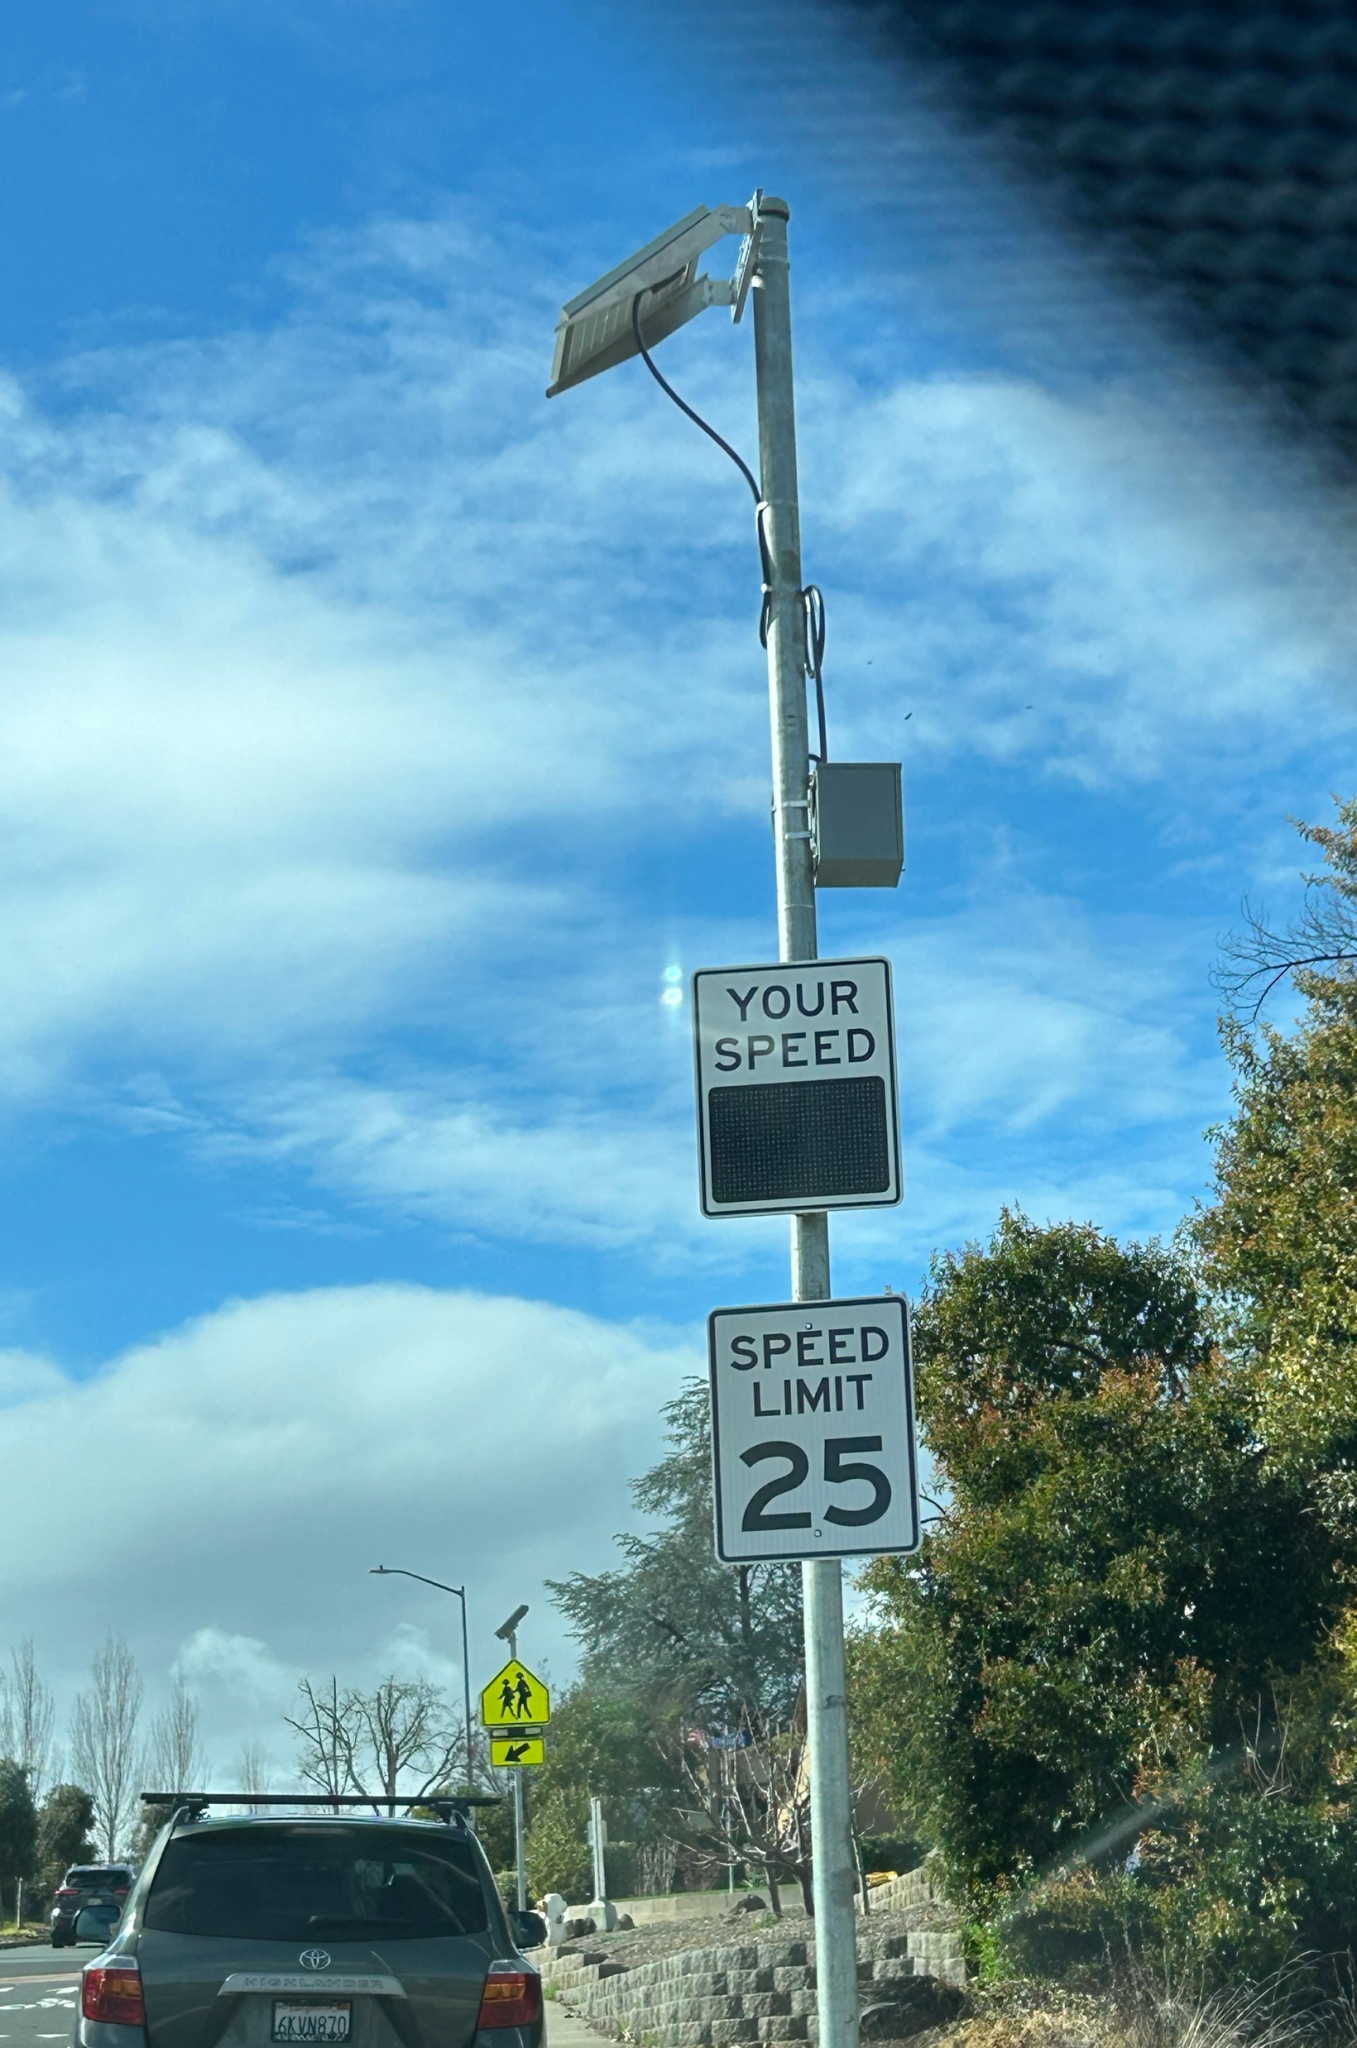 YOUR
SPEED
SPEED
LIMIT
25
HIGHLANDER
6KVN870